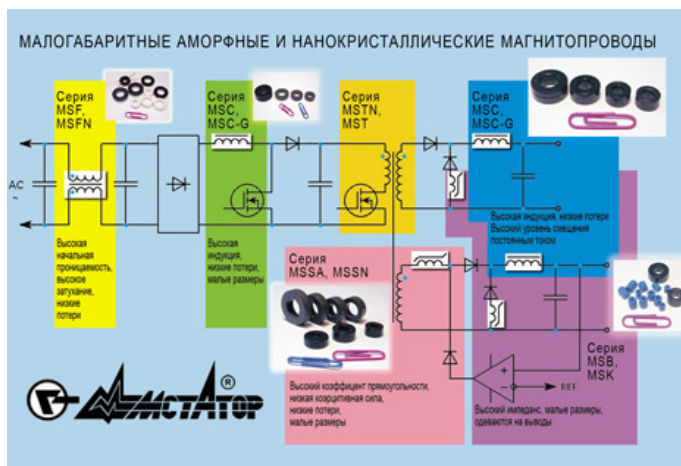 МАЛОГАБАРИТНЫЕ АМОРФНЫЕ И НАНОКРИСТАЛЛИЧЕСКИЕ МАГНИТОПРОВОДЫ
Серия
MSF,
MSFN
Серия
MSC,
MSC-G
Серия
MSTN,
MST
Серия
MSC,
MSC-G
AC
~
Высокая
начальная
проницаемость,
высокое
затухание,
низкие
потери
Высокая
индукция,
низкие потери,
малые размеры
Высокая индукция, низкие потери
Высокий уровень смещения
постоянным током
Серия
MSSA, MSSN
Высокий коэффициент прямоугольности,
низкая коэрцитивная сила,
низкие потери,
малые размеры
Серия
MSB,
MSK
+
−
REF
Высокий импеданс, малые размеры,
одеваются на выводы
МСТАТОР®